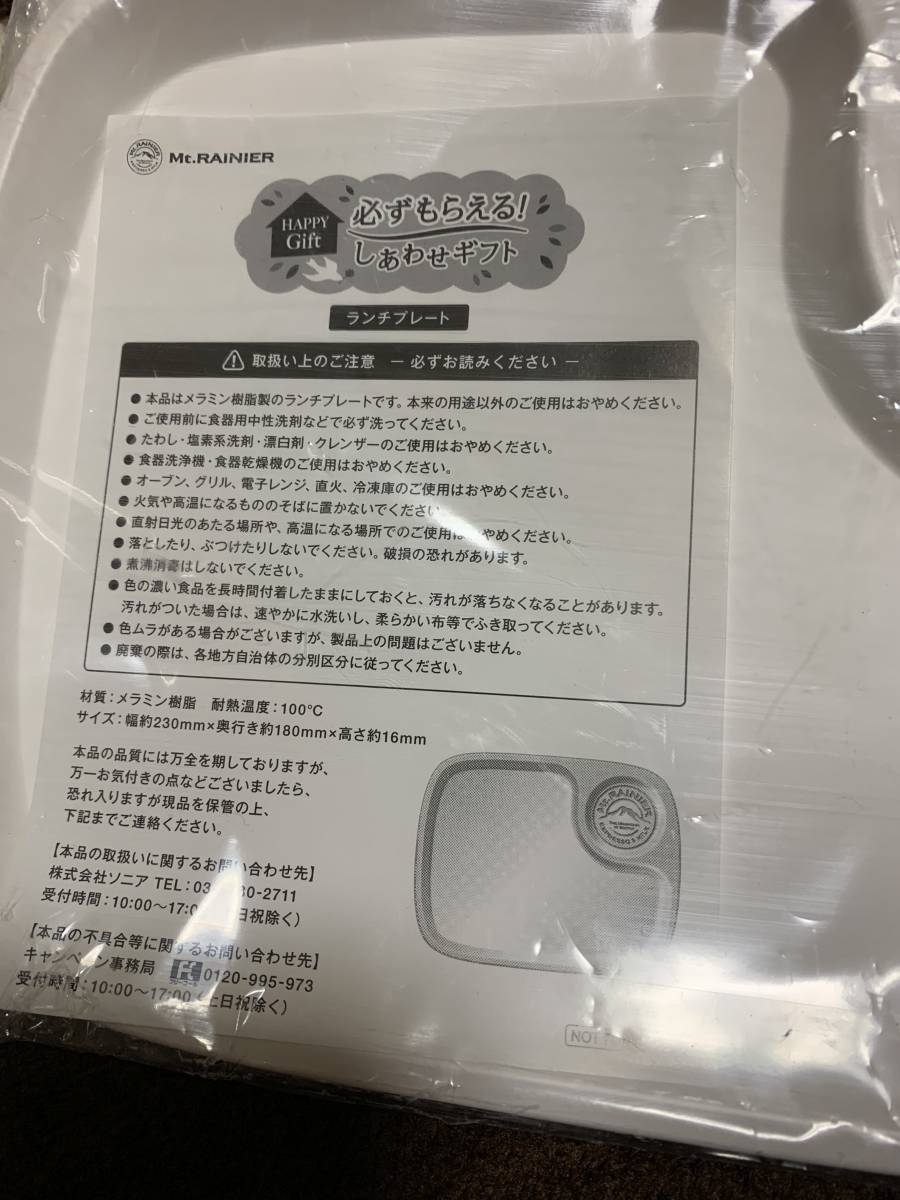 Mt.RAINIER
HAPPY Gift
必ずもらえる!
しあわせギフト
ランチプレート
取扱い上のご注意 ー 必ずお読みください ー
● 本品はメラミン樹脂製のランチプレートです。本来の用途以外のご使用はおやめください。
● ご使用前に食器用中性洗剤などで必ず洗ってください。
● たわし・塩素系洗剤・漂白剤・クレンザーのご使用はおやめください。
● 食器洗浄機・食器乾燥機のご使用はおやめください。
● オーブン、グリル、電子レンジ、直火、冷凍庫のご使用はおやめください。
● 火気や高温になるもののそばに置かないでくだ
● 直射日光のあたる場所や、高温になる場所でのご使用は やめください。
● 落としたり、ぶつけたりしないでください。破損の恐れがあります。
● 煮沸消毒はしないでください。
● 色の濃い食品を長時間付着したままにしておくと、汚れが落ちなくなることがあります。
汚れがついた場合は、速やかに水洗いし、柔らかい布等でふき取ってください。
● 色ムラがある場合がございますが、製品上の問題はございません。
● 廃棄の際は、各地方自治体の分別区分に従ってください。
材質：メラミン樹脂 耐熱温度：100℃
サイズ：幅約230mm×奥行き約180mm×高さ約16mm
本品の品質には万全を期しておりますが、
万一お気付きの点などございましたら、
恐れ入りますが現品を保管の上、
下記までご連絡ください。
【本品の取扱いに関するお問い合わせ先】
株式会社ソニア TEL：03 80-2711
受付時間：10:00〜17:0 日祝除く）
【本品の不具合等に関するお問い合わせ先】
キャンペーン事務局 0120-995-973
受付時間：10:00〜17:00 土日祝除く）
Mt.RAINIER
ESPRESSO & MILK
NOT